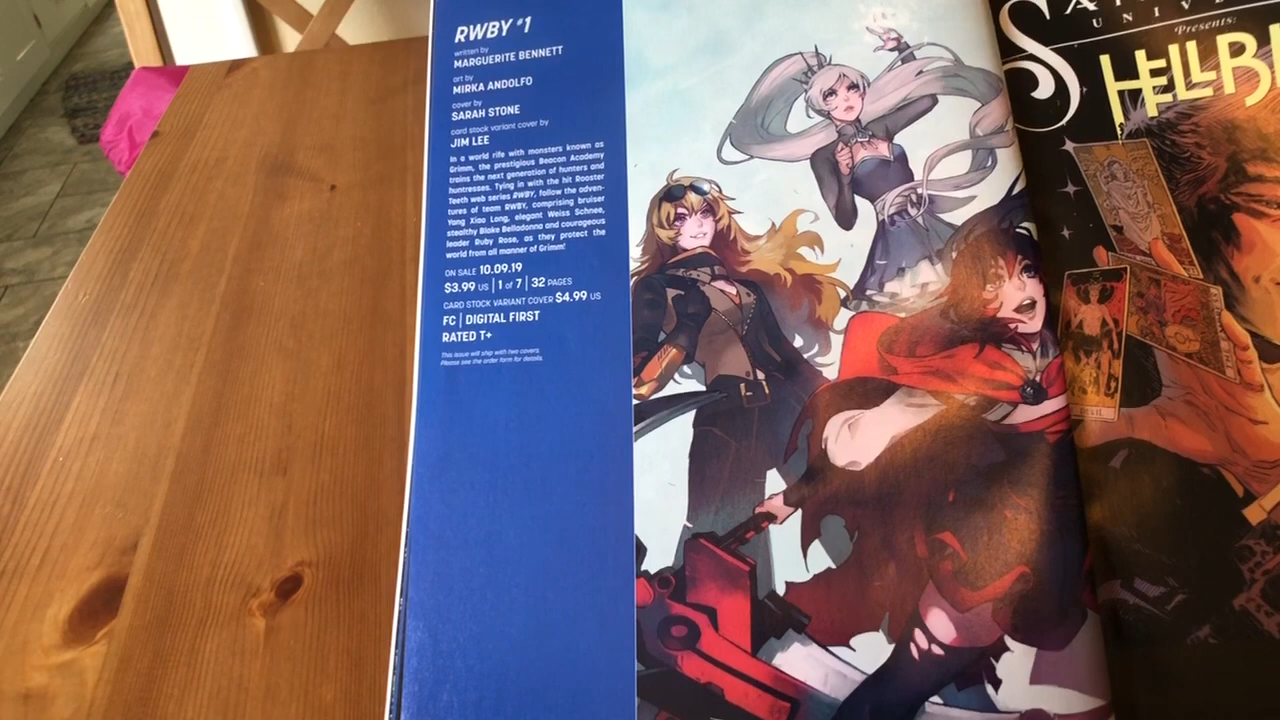 RWBY #1
written by
MARGUERITE BENNETT
art by
MIRKA ANDOLFO
cover by
SARAH STONE
card stock variant cover by
JIM LEE
In a world rife with monsters known as
Grimm, the prestigious Beacon Academy
trains the next generation of hunters and
huntresses. Tying in with the hit Rooster
Teeth web series RWBY, follow the adven-
tures of team RWBY, comprising bruiser
Yang Xiao Long, elegant Weiss Schnee,
stealthy Blake Belladonna and courageous
leader Ruby Rose, as they protect the
world from all manner of Grimm!
ON SALE 10.09.19
$3.99 US | 1 of 7 | 32 PAGES
CARD STOCK VARIANT COVER $4.99 US
FC | DIGITAL FIRST
RATED T+
This issue will ship with two covers.
Please see the order form for details.
UNIVE
Presents:
HELLB
DEVIL